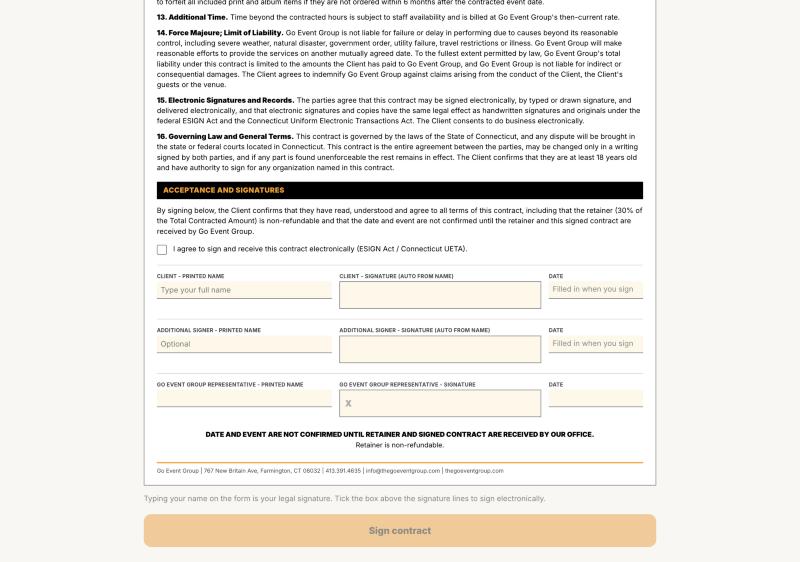 to forfeit all included print and album items if they are not ordered within 6 months after the contracted event date.
13. Additional Time. Time beyond the contracted hours is subject to staff availability and is billed at Go Event Group's then-current rate.
14. Force Majeure; Limit of Liability. Go Event Group is not liable for failure or delay in performing due to causes beyond its reasonable
control, including severe weather, natural disaster, government order, utility failure, travel restrictions or illness. Go Event Group will make
reasonable efforts to provide the services on another mutually agreed date. To the fullest extent permitted by law, Go Event Group's total
liability under this contract is limited to the amounts the Client has paid to Go Event Group, and Go Event Group is not liable for indirect or
consequential damages. The Client agrees to indemnify Go Event Group against claims arising from the conduct of the Client, the Client's
guests or the venue.
15. Electronic Signatures and Records. The parties agree that this contract may be signed electronically, by typed or drawn signature, and
delivered electronically, and that electronic signatures and copies have the same legal effect as handwritten signatures and originals under the
federal ESIGN Act and the Connecticut Uniform Electronic Transactions Act. The Client consents to do business electronically.
16. Governing Law and General Terms. This contract is governed by the laws of the State of Connecticut, and any dispute will be brought in
the state or federal courts located in Connecticut. This contract is the entire agreement between the parties, may be changed only in a writing
signed by both parties, and if any part is found unenforceable the rest remains in effect. The Client confirms that they are at least 18 years old
and have authority to sign for any organization named in this contract.
ACCEPTANCE AND SIGNATURES
By signing below, the Client confirms that they have read, understood and agree to all terms of this contract, including that the retainer (30% of
the Total Contracted Amount) is non-refundable and that the date and event are not confirmed until the retainer and this signed contract are
received by Go Event Group.
I agree to sign and receive this contract electronically (ESIGN Act / Connecticut UETA).
CLIENT - PRINTED NAME CLIENT - SIGNATURE (AUTO FROM NAME) DATE
Type your full name Filled in when you sign
ADDITIONAL SIGNER - PRINTED NAME ADDITIONAL SIGNER - SIGNATURE (AUTO FROM NAME) DATE
Optional Filled in when you sign
GO EVENT GROUP REPRESENTATIVE - PRINTED NAME GO EVENT GROUP REPRESENTATIVE - SIGNATURE DATE
X
DATE AND EVENT ARE NOT CONFIRMED UNTIL RETAINER AND SIGNED CONTRACT ARE RECEIVED BY OUR OFFICE.
Retainer is non-refundable.
Go Event Group | 767 New Britain Ave, Farmington, CT 06032 | 413.391.4635 | info@thegoeventgroup.com | thegoeventgroup.com
Typing your name on the form is your legal signature. Tick the box above the signature lines to sign electronically.
Sign contract